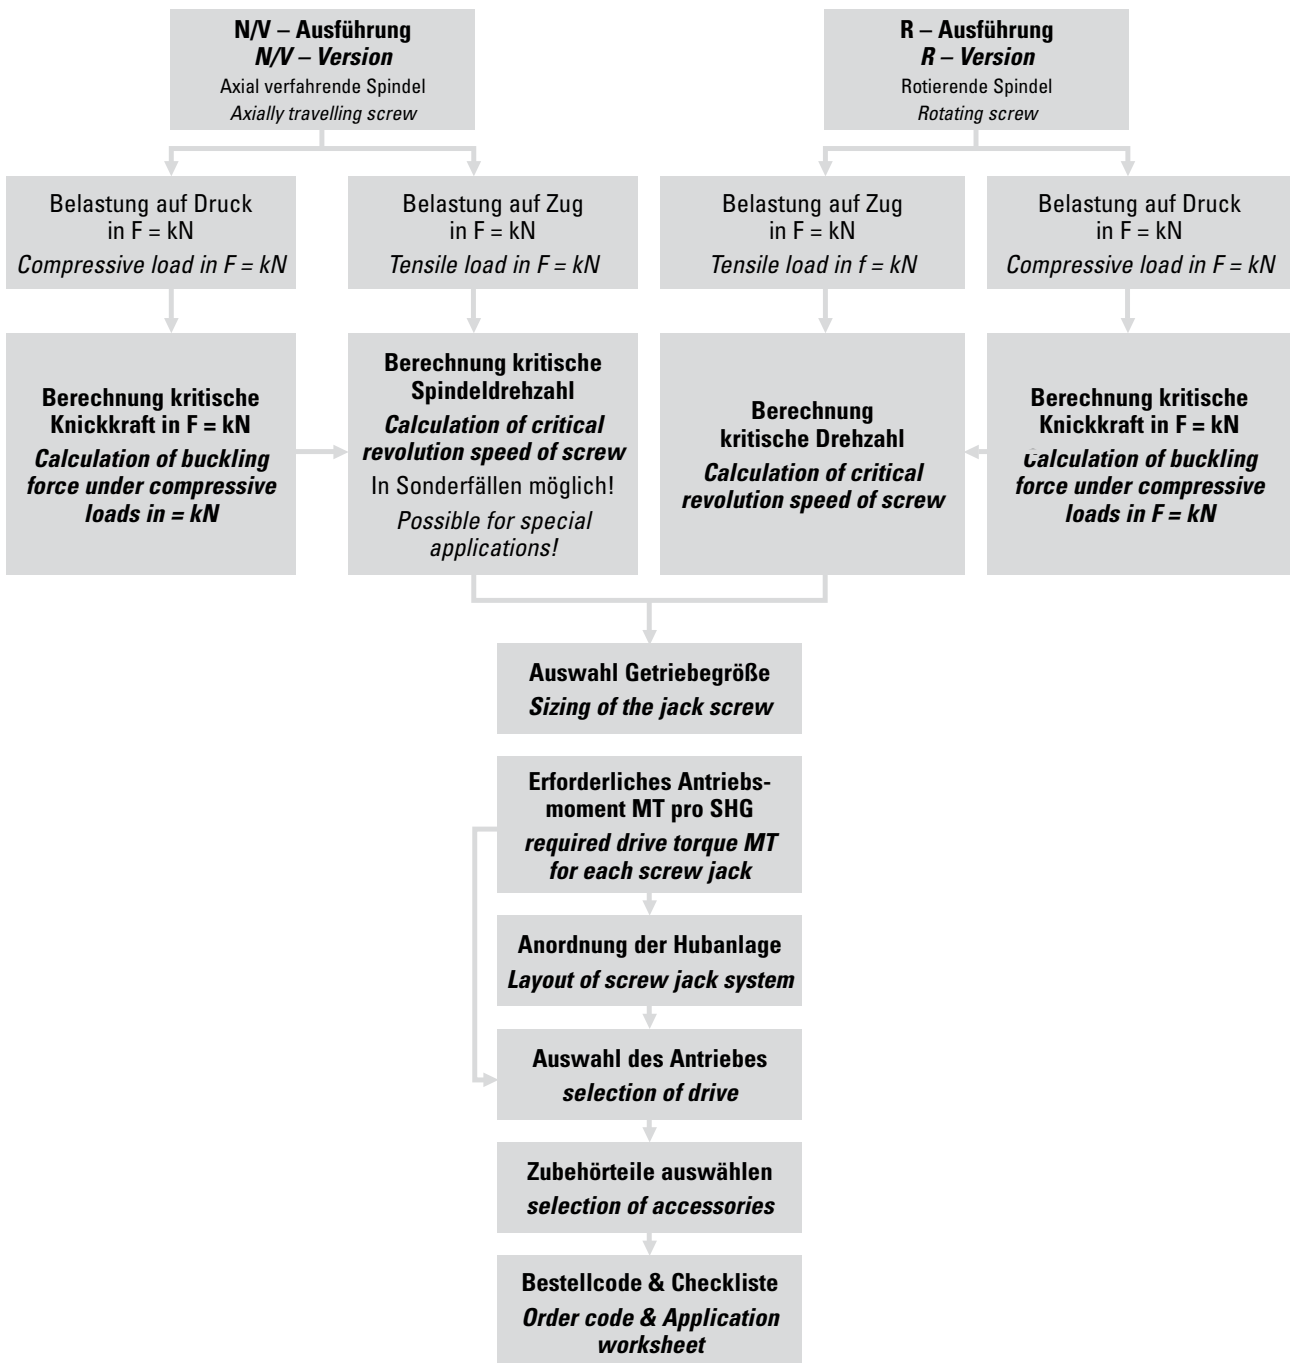 N/V – Ausführung
N/V – Version
Axial verfahrende Spindel
Axially travelling screw
R – Ausführung
R – Version
Rotierende Spindel
Rotating screw
Belastung auf Druck
in F = kN
Compressive load in F = kN
Belastung auf Zug
in F = kN
Tensile load in F = kN
Belastung auf Zug
in F = kN
Tensile load in f = kN
Belastung auf Druck
in F = kN
Compressive load in F = kN
Berechnung kritische
Knickkraft in F = kN
Calculation of buckling
force under compressive
loads in = kN
Berechnung kritische
Spindeldrehzahl
Calculation of critical
revolution speed of screw
In Sonderfällen möglich!
Possible for special
applications!
Berechnung
kritische Drehzahl
Calculation of critical
revolution speed of screw
Berechnung kritische
Knickkraft in F = kN
Calculation of buckling
force under compressive
loads in F = kN
Auswahl Getriebegröße
Sizing of the jack screw
Erforderliches Antriebs-
moment MT pro SHG
required drive torque MT
for each screw jack
Anordnung der Hubanlage
Layout of screw jack system
Auswahl des Antriebes
selection of drive
Zubehörteile auswählen
selection of accessories
Bestellcode & Checkliste
Order code & Application
worksheet